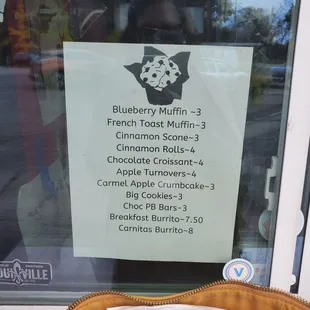 Blueberry Muffin ~3
French Toast Muffin~3
Cinnamon Scone~3
Cinnamon Rolls~4
Chocolate Croissant~4
Apple Turnovers~4
Carmel Apple Crumbcake~3
Big Cookies~3
Choc PB Bars~3
Breakfast Burrito~7.50
Carnitas Burrito~8